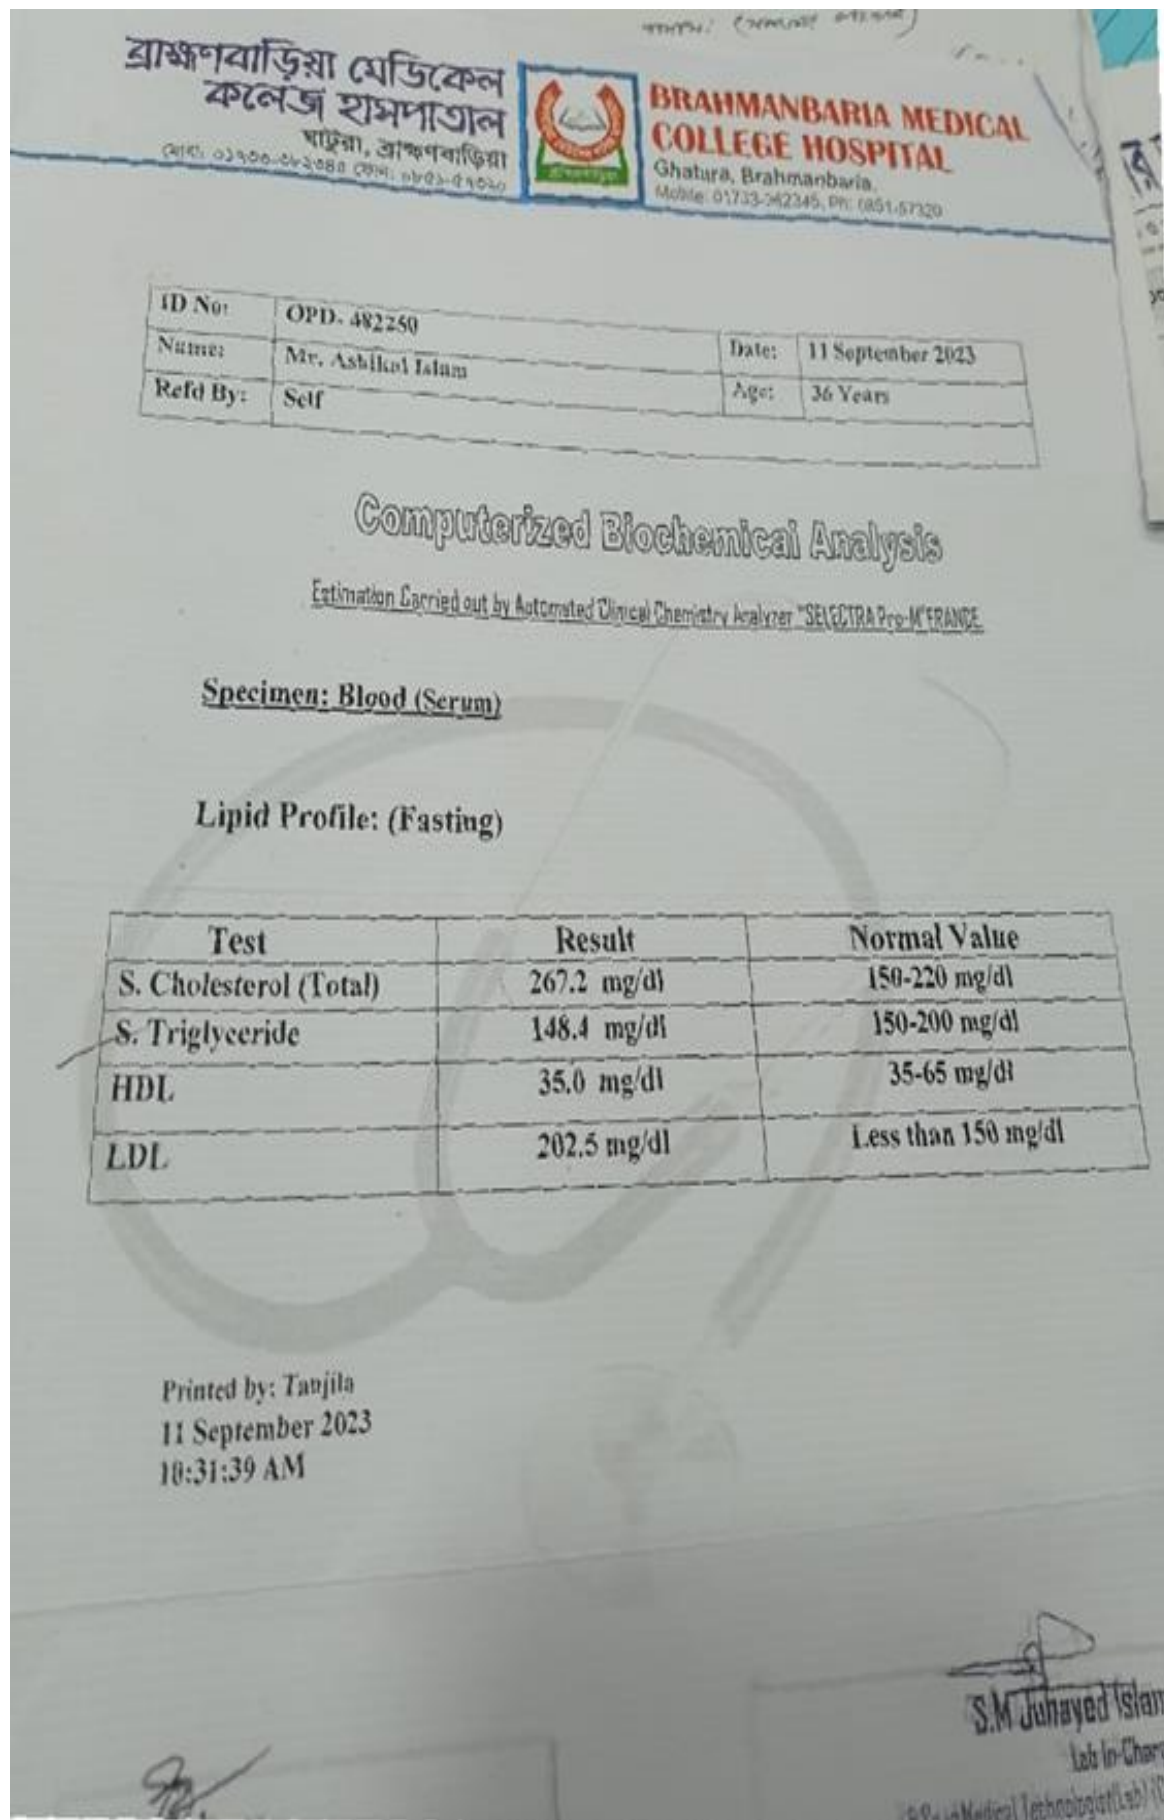 ব্রাহ্মণবাড়িয়া মেডিকেল
কলেজ হাসপাতাল
ঘাটুরা, ব্রাহ্মণবাড়িয়া
BRAHMANBARIA MEDICAL
COLLEGE HOSPITAL
Ghatura, Brahmanbaria.
ID No: OPD- 482250
Date: 11 September 2023
Name: Mr. Ashikul Islam
Age: 36 Years
Refd By: Self
Computerized Biochemical Analysis
Estimation Carried out by Automated Clinical Chemistry Analyzer "SELECTRA Pro-M" FRANCE
Specimen: Blood (Serum)
Lipid Profile: (Fasting)
Test Result Normal Value
S. Cholesterol (Total) 267.2 mg/dl 150-220 mg/dl
S. Triglyceride 148.4 mg/dl 150-200 mg/dl
HDL 35.0 mg/dl 35-65 mg/dl
LDL 202.5 mg/dl Less than 150 mg/dl
Printed by: Tanjila
11 September 2023
10:31:39 AM
S.M Junayed Islam
Lab In-Char